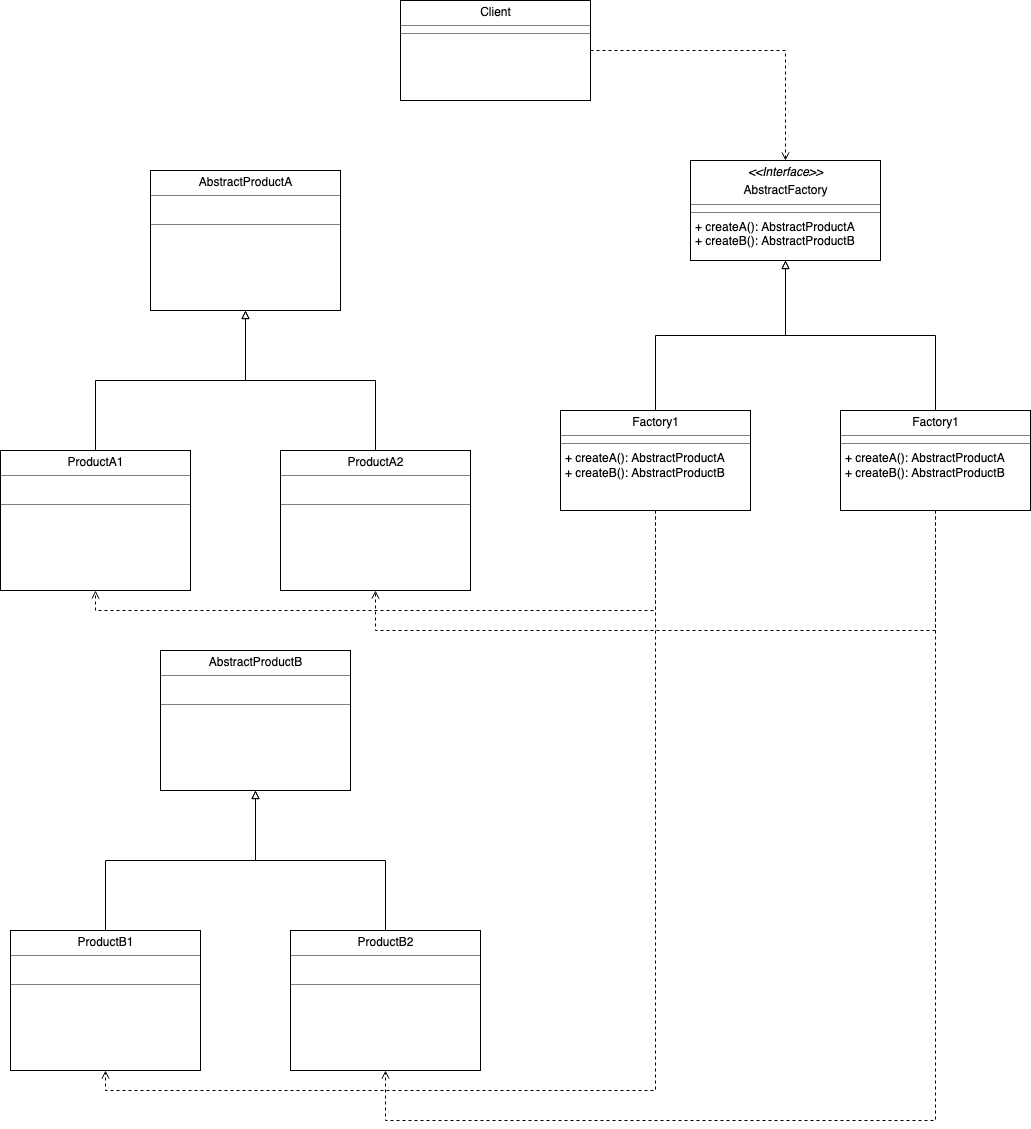 Client
<<Interface>>
AbstractFactory
+ createA(): AbstractProductA
+ createB(): AbstractProductB
AbstractProductA
Factory1
+ createA(): AbstractProductA
+ createB(): AbstractProductB
Factory1
+ createA(): AbstractProductA
+ createB(): AbstractProductB
ProductA1
ProductA2
AbstractProductB
ProductB1
ProductB2